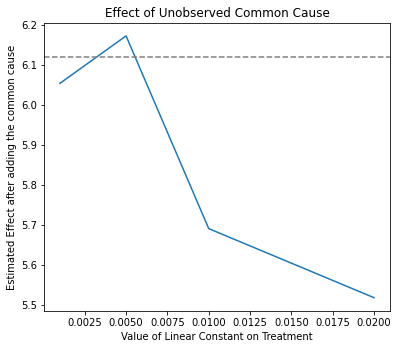 Effect of Unobserved Common Cause
Estimated Effect after adding the common cause
6.2
6.1
6.0
5.9
5.8
5.7
5.6
5.5
0.0025 0.0050 0.0075 0.0100 0.0125 0.0150 0.0175 0.0200
Value of Linear Constant on Treatment